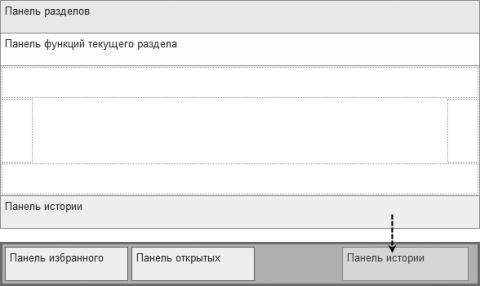 Панель разделов
Панель функций текущего раздела
Панель истории
Панель избранного
Панель открытых
Панель истории